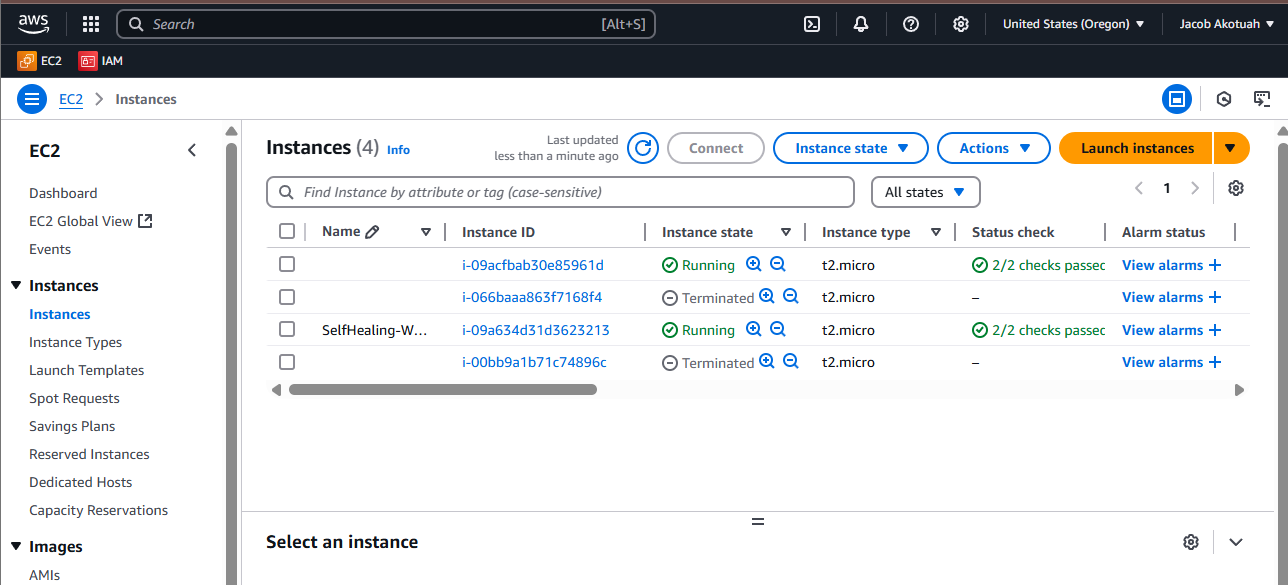 aws
Search [Alt+S] United States (Oregon) Jacob Akotuah
EC2 IAM
EC2 Instances
EC2
Dashboard
EC2 Global View
Events
Instances
Instances
Instance Types
Launch Templates
Spot Requests
Savings Plans
Reserved Instances
Dedicated Hosts
Capacity Reservations
Images
AMIs
Instances (4) Info
Last updated
less than a minute ago
Connect Instance state Actions Launch instances
Find Instance by attribute or tag (case-sensitive) All states 1
Name Instance ID Instance state Instance type Status check Alarm status
i-09acfbab30e85961d Running t2.micro 2/2 checks passec View alarms +
i-066baaa863f7168f4 Terminated t2.micro – View alarms +
SelfHealing-W... i-09a634d31d3623213 Running t2.micro 2/2 checks passec View alarms +
i-00bb9a1b71c74896c Terminated t2.micro – View alarms +
Select an instance